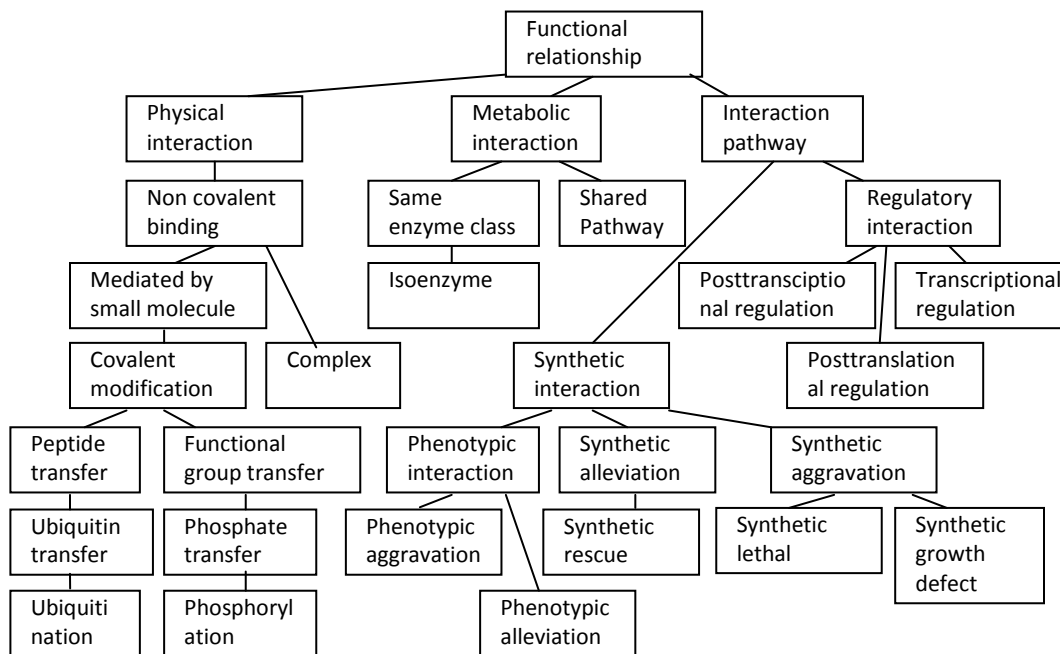 Functional
relationship
Physical
interaction
Metabolic
interaction
Interaction
pathway
Non covalent
binding
Same
enzyme class
Shared
Pathway
Regulatory
interaction
Mediated by
small molecule
Isoenzyme
Posttransciptio
nal regulation
Transcriptional
regulation
Covalent
modification
Complex
Synthetic
interaction
Posttranslation
al regulation
Peptide
transfer
Functional
group transfer
Phenotypic
interaction
Synthetic
alleviation
Synthetic
aggravation
Ubiquitin
transfer
Phosphate
transfer
Phenotypic
aggravation
Synthetic
rescue
Synthetic
lethal
Synthetic
growth
defect
Ubiquiti
nation
Phosphoryl
ation
Phenotypic
alleviation